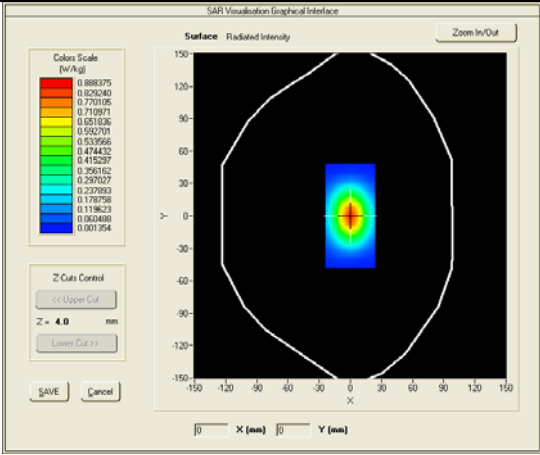 SAR Visualisation Graphical Interface
Surface Radiated Intensity
Zoom In/Out
Colors Scale
(W/kg)
0.888375
0.829240
0.770105
0.710971
0.651836
0.592701
0.533566
0.474432
0.415297
0.356162
0.297027
0.237893
0.178758
0.119623
0.060488
0.001354
Z-Cuts Control
<< Upper Cut
Z = 4.0 mm
Lower Cut >>
SAVE Cancel
150
120
90
60
30
0
-30
-60
-90
-120
-150
Y
-150 -120 -90 -60 -30 0 30 60 90 120 150
X
0 X (mm) 0 Y (mm)